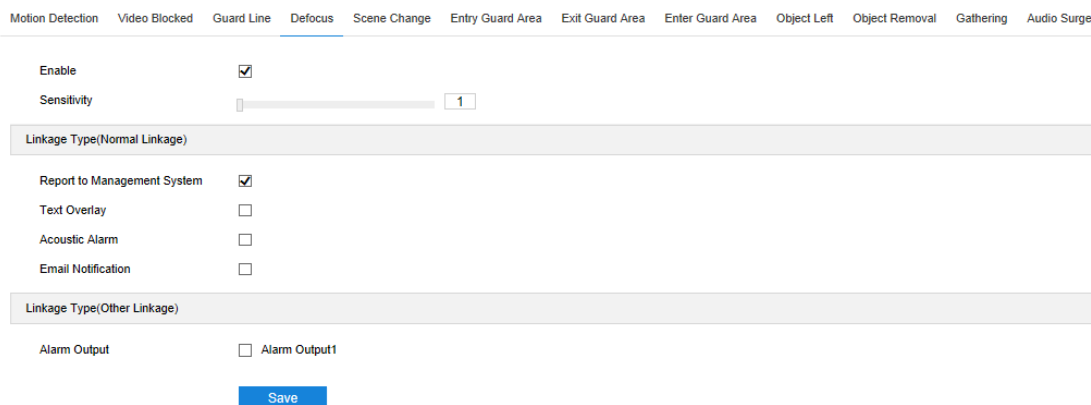 Motion Detection Video Blocked Guard Line Defocus Scene Change Entry Guard Area Exit Guard Area Enter Guard Area Object Left Object Removal Gathering Audio Surge
Enable
Sensitivity 1
Linkage Type(Normal Linkage)
Report to Management System
Text Overlay
Acoustic Alarm
Email Notification
Linkage Type(Other Linkage)
Alarm Output Alarm Output1
Save